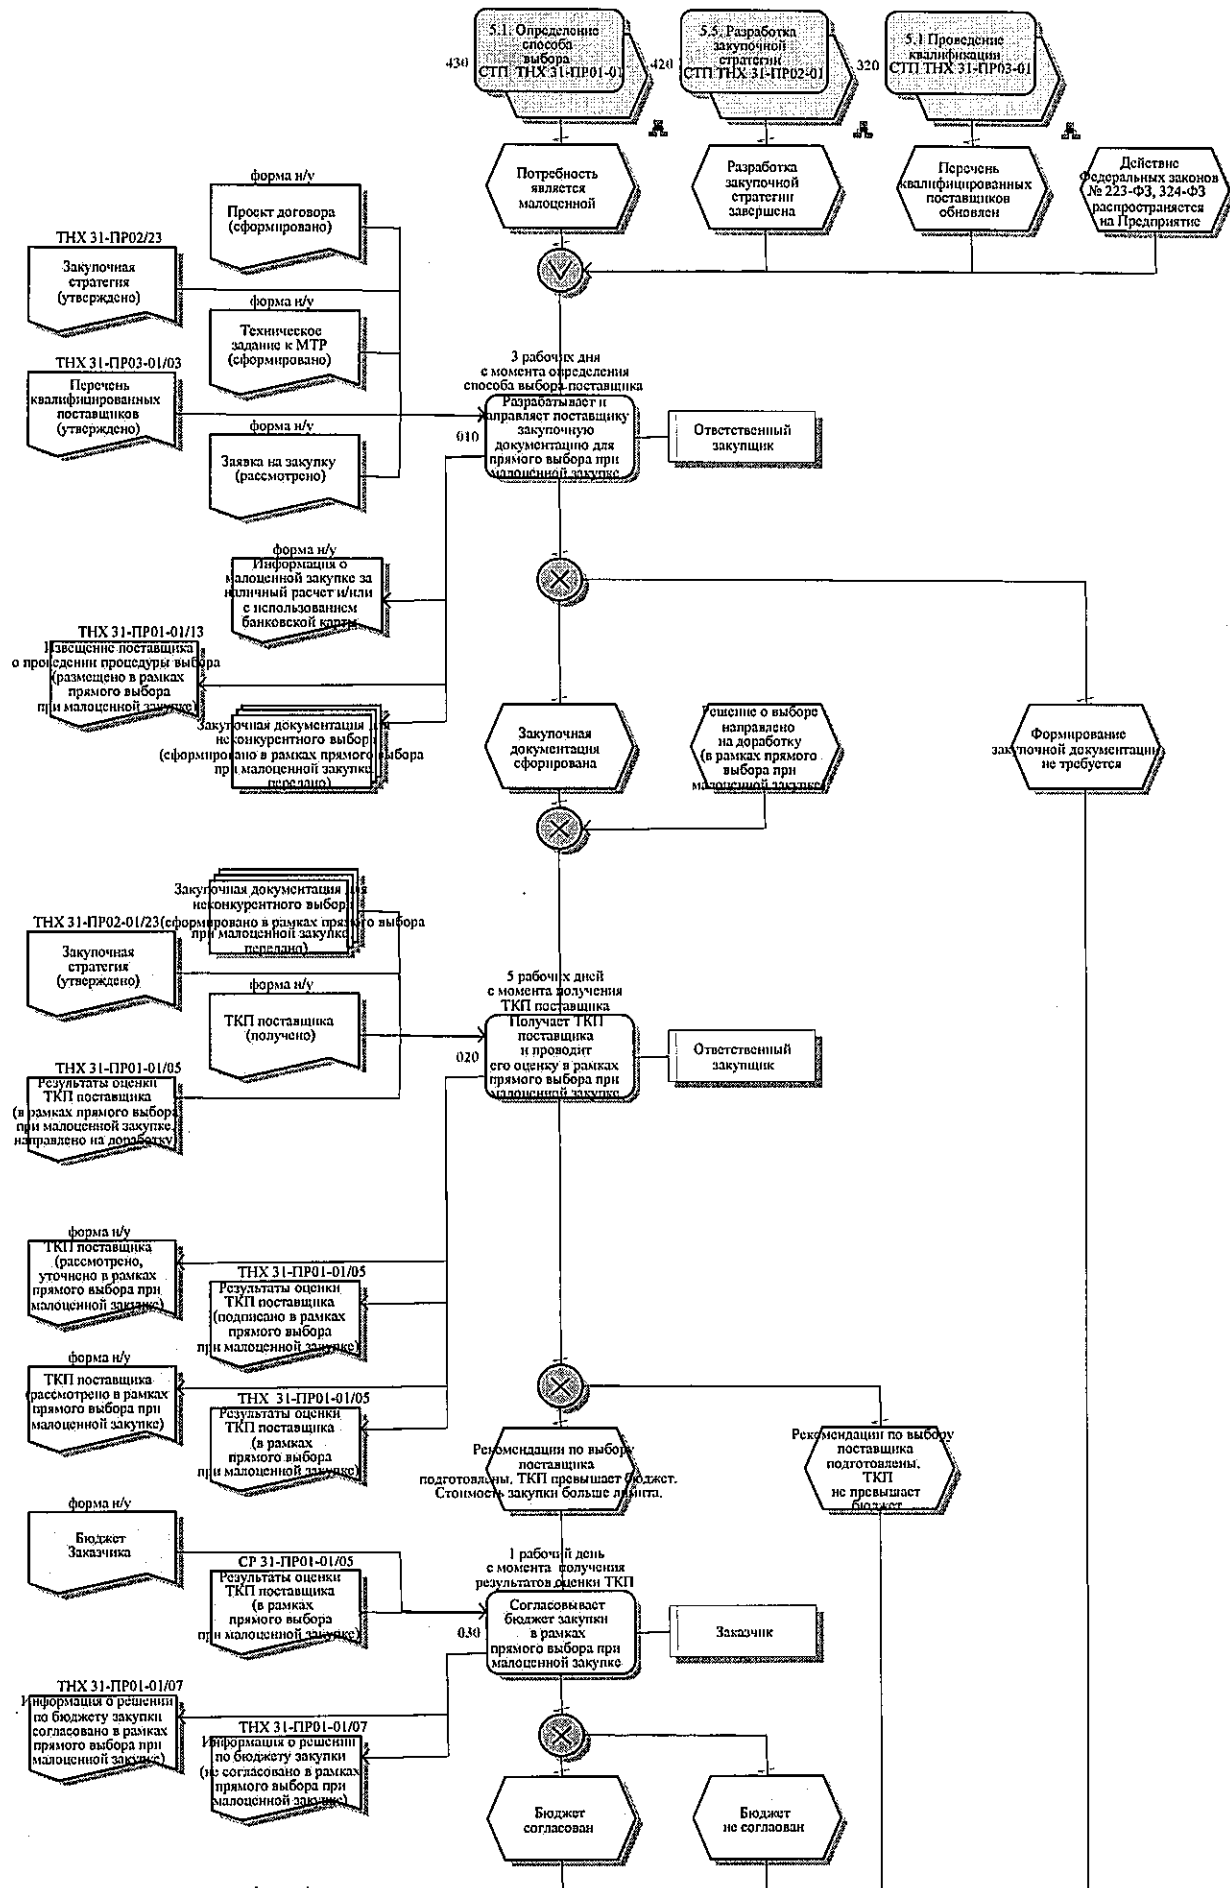 5.1. Определение
способа
выбора
СТП ТНХ 31-ПР01-01
430
5.5. Разработка
закупочной
стратегии
СТП ТНХ 31-ПР02-01
420
5.1 Проведение
квалификации
СТП ТНХ 31-ПР03-01
320
Потребность
является
малоценной
Разработка
закупочной
стратегии
завершена
Перечень
квалифицированных
поставщиков
обновлен
Действие
Федеральных законов
№ 223-ФЗ, 324-ФЗ
распространяется
на Предприятие
форма н/у
Проект договора
(сформировано)
ТНХ 31-ПР02/23
Закупочная
стратегия
(утверждено)
форма н/у
Техническое
задание к МТР
(сформировано)
ТНХ 31-ПР03-01/03
Перечень
квалифицированных
поставщиков
(утверждено)
форма н/у
Заявка на закупку
(рассмотрено)
3 рабочих дня
с момента определения
способа выбора поставщика
Разрабатывает и
направляет поставщику
закупочную
документацию для
прямого выбора при
малоценной закупке
010
Ответственный
закупщик
форма н/у
Информация о
малоценной закупке за
наличный расчет и/или
с использованием
банковской карты
ТНХ 31-ПР01-01/13
Извещение поставщика
о проведении процедуры выбора
(размещено в рамках
прямого выбора
при малоценной закупке)
Закупочная документация для
неконкурентного выбора
(сформировано в рамках прямого выбора
при малоценной закупке,
передано)
Закупочная
документация
сформирована
Решение о выборе
направлено
на доработку
(в рамках прямого
выбора при
малоценной закупке)
Формирование
закупочной документации
не требуется
Закупочная документация для
неконкурентного выбора
ТНХ 31-ПР02-01/23(сформировано в рамках прямого выбора
при малоценной закупке,
передано)
Закупочная
стратегия
(утверждено)
форма н/у
ТКП поставщика
(получено)
ТНХ 31-ПР01-01/05
Результаты оценки
ТКП поставщика
(в рамках прямого выбора
при малоценной закупке,
направлено на доработку)
5 рабочих дней
с момента получения
ТКП поставщика
Получает ТКП
поставщика
и проводит
его оценку в рамках
прямого выбора при
малоценной закупке
020
Ответственный
закупщик
форма н/у
ТКП поставщика
(рассмотрено,
уточнено в рамках
прямого выбора при
малоценной закупке)
ТНХ 31-ПР01-01/05
Результаты оценки
ТКП поставщика
(подписано в рамках
прямого выбора
при малоценной закупке)
форма н/у
ТКП поставщика
(рассмотрено в рамках
прямого выбора при
малоценной закупке)
ТНХ 31-ПР01-01/05
Результаты оценки
ТКП поставщика
(в рамках
прямого выбора
при малоценной закупке)
Рекомендации по выбору
поставщика
подготовлены, ТКП превышает бюджет.
Стоимость закупки больше лимита.
Рекомендации по выбору
поставщика
подготовлены.
ТКП
не превышает
бюджет
форма н/у
Бюджет
Заказчика
СР 31-ПР01-01/05
Результаты оценки
ТКП поставщика
(в рамках
прямого выбора
при малоценной закупке)
1 рабочий день
с момента получения
результатов оценки ТКП
Согласовывает
бюджет закупки
в рамках
прямого выбора при
малоценной закупке
030
Заказчик
ТНХ 31-ПР01-01/07
Информация о решении
по бюджету закупки
согласовано в рамках
прямого выбора при
малоценной закупке)
ТНХ 31-ПР01-01/07
Информация о решении
по бюджету закупки
(не согласовано в рамках
прямого выбора при
малоценной закупке)
Бюджет
согласован
Бюджет
не соглаован